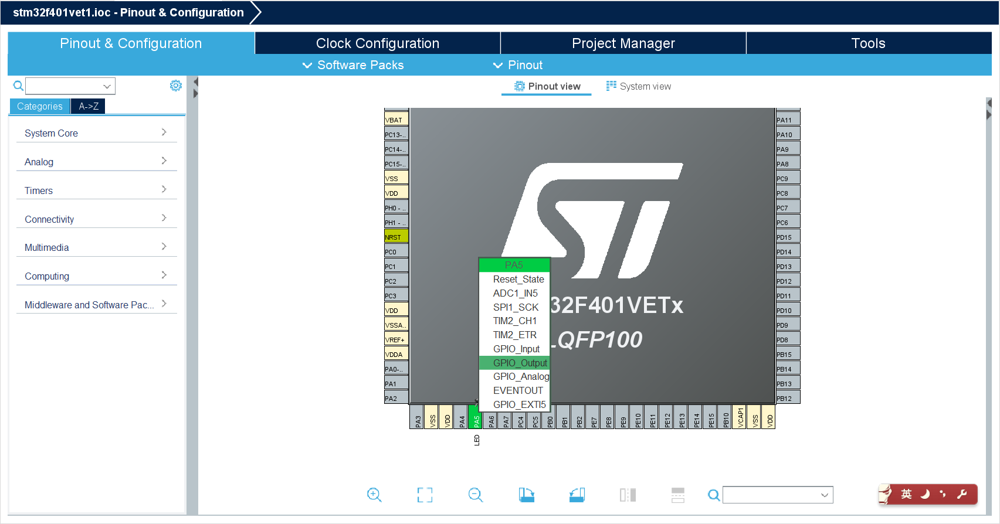 stm32f401vet1.ioc - Pinout & Configuration
Pinout & Configuration
Clock Configuration
Project Manager
Tools
Software Packs
Pinout
Pinout view
System view
Categories
A->Z
System Core
Analog
Timers
Connectivity
Multimedia
Computing
Middleware and Software Pac...
VBAT
PC13-..
PC14-..
PC15-..
VSS
VDD
PH0 - ..
PH1 - ..
NRST
PC0
PC1
PC2
PC3
VDD
VSSA..
VREF+
VDDA
PA0-..
PA1
PA2
ST
32F401VETx
LQFP100
PA5
Reset_State
ADC1_IN5
SPI1_SCK
TIM2_CH1
TIM2_ETR
GPIO_Input
GPIO_Output
GPIO_Analog
EVENTOUT
GPIO_EXTI5
PA11
PA10
PA9
PA8
PC9
PC8
PC7
PC6
PD15
PD14
PD13
PD12
PD11
PD10
PD9
PD8
PB15
PB14
PB13
PB12
PA3
VSS
VDD
PA4
PA5
PA6
PA7
PC4
PC5
PB0
PB1
PB2
PE7
PE8
PE9
PE10
PE11
PE12
PE13
PE14
PE15
PB10
VCAP1
VSS
VDD
LED
英